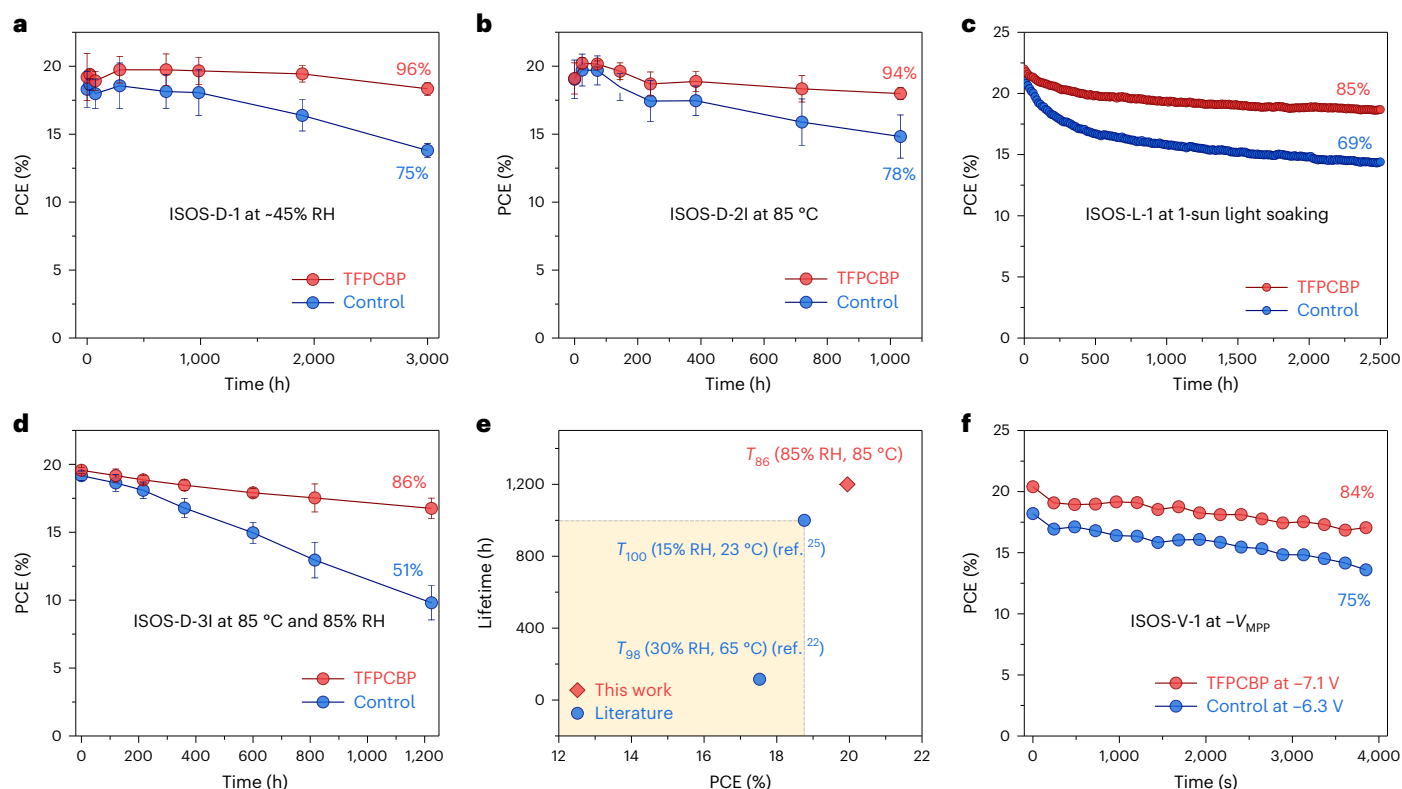 a
PCE (%)
20
15
10
5
0
96%
75%
ISOS-D-1 at ~45% RH
TFPCBP
Control
0 1,000 2,000 3,000
Time (h)
b
PCE (%)
20
15
10
5
0
94%
78%
ISOS-D-2I at 85 °C
TFPCBP
Control
0 200 400 600 800 1,000
Time (h)
c
PCE (%)
25
20
15
10
5
0
85%
69%
ISOS-L-1 at 1-sun light soaking
TFPCBP
Control
0 500 1,000 1,500 2,000 2,500
Time (h)
d
PCE (%)
20
15
10
5
0
86%
51%
ISOS-D-3I at 85 °C and 85% RH
TFPCBP
Control
0 200 400 600 800 1,000 1,200
Time (h)
e
Lifetime (h)
1,200
800
400
0
T86 (85% RH, 85 °C)
T100 (15% RH, 23 °C) (ref. 25)
T98 (30% RH, 65 °C) (ref. 22)
This work
Literature
12 14 16 18 20 22
PCE (%)
f
PCE (%)
25
20
15
10
5
0
84%
75%
ISOS-V-1 at –VMPP
TFPCBP at –7.1 V
Control at –6.3 V
0 1,000 2,000 3,000 4,000
Time (s)